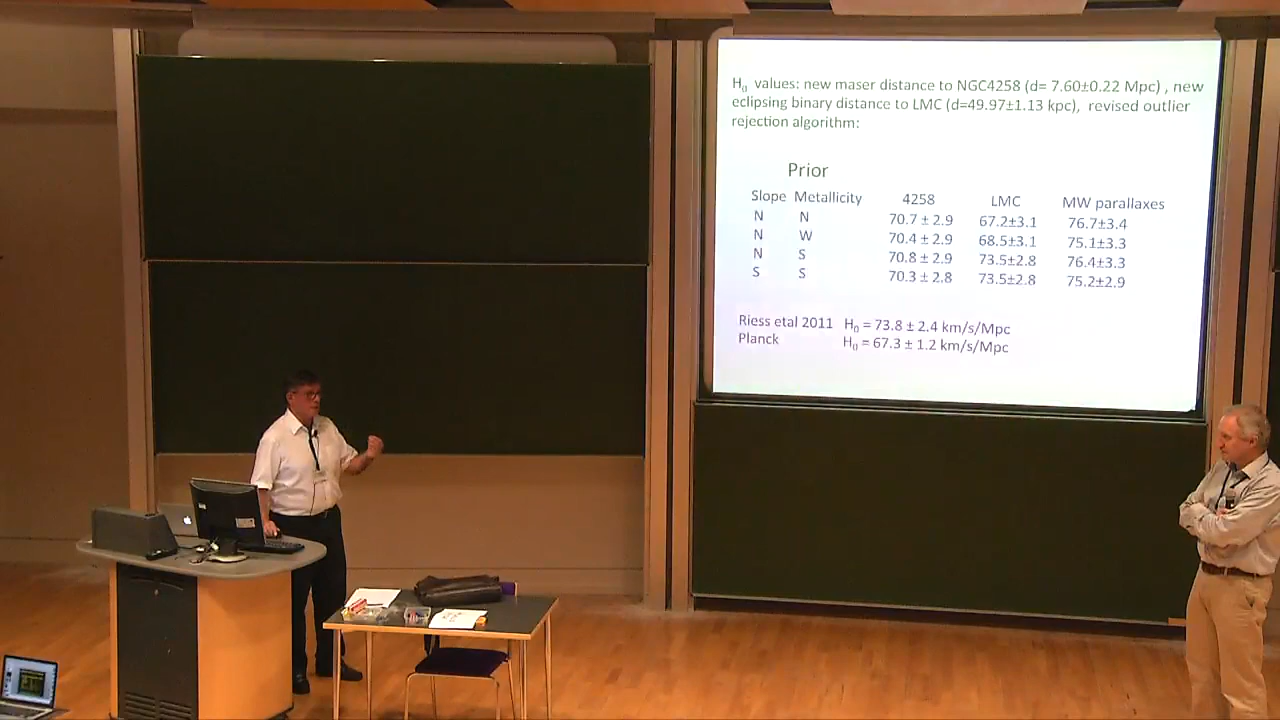 H₀ values: new maser distance to NGC4258 (d= 7.60±0.22 Mpc) , new
eclipsing binary distance to LMC (d=49.97±1.13 kpc), revised outlier
rejection algorithm:
Prior
Slope Metallicity 4258 LMC MW parallaxes
N N 70.7 ± 2.9 67.2±3.1 76.7±3.4
N W 70.4 ± 2.9 68.5±3.1 75.1±3.3
N S 70.8 ± 2.9 73.5±2.8 76.4±3.3
S S 70.3 ± 2.8 73.5±2.8 75.2±2.9
Riess etal 2011 H₀ = 73.8 ± 2.4 km/s/Mpc
Planck H₀ = 67.3 ± 1.2 km/s/Mpc